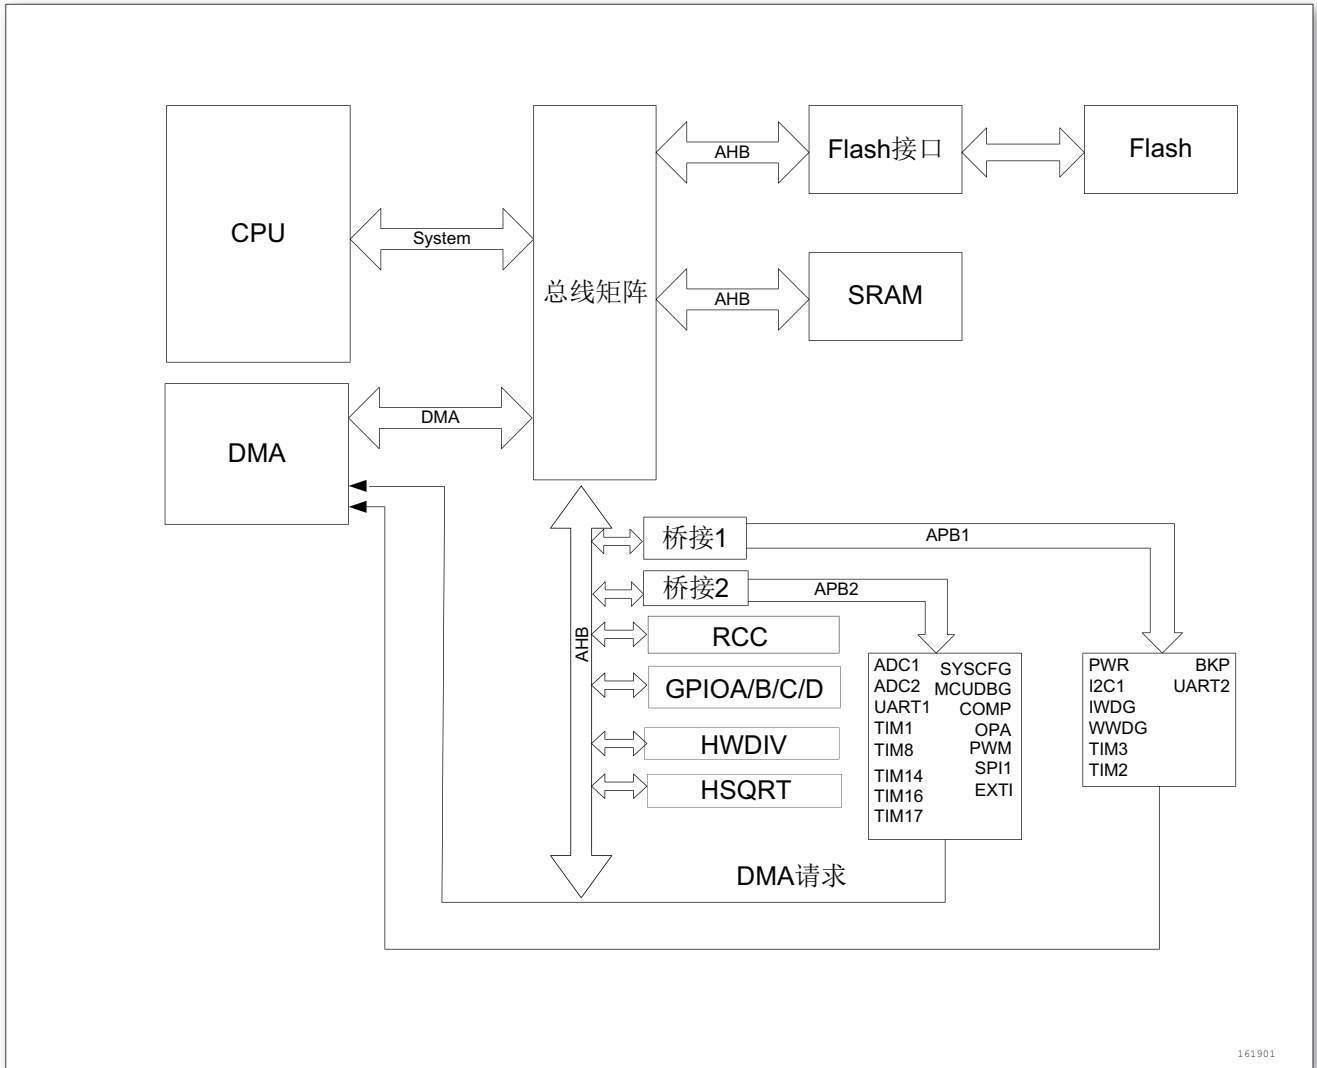 CPU
System
总线矩阵
AHB
Flash接口
Flash
AHB
SRAM
DMA
DMA
AHB
桥接1
APB1
桥接2
APB2
RCC
GPIOA/B/C/D
HWDIV
HSQRT
ADC1
ADC2
UART1
TIM1
TIM8
TIM14
TIM16
TIM17
SYSCFG
MCUDBG
COMP
OPA
PWM
SPI1
EXTI
PWR
I2C1
IWDG
WWDG
TIM3
TIM2
BKP
UART2
DMA请求
161901